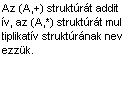 Az (A,+) struktúrát addit
ív, az (A,*) struktúrát mul
tiplikatív struktúrának nev
ezzük.